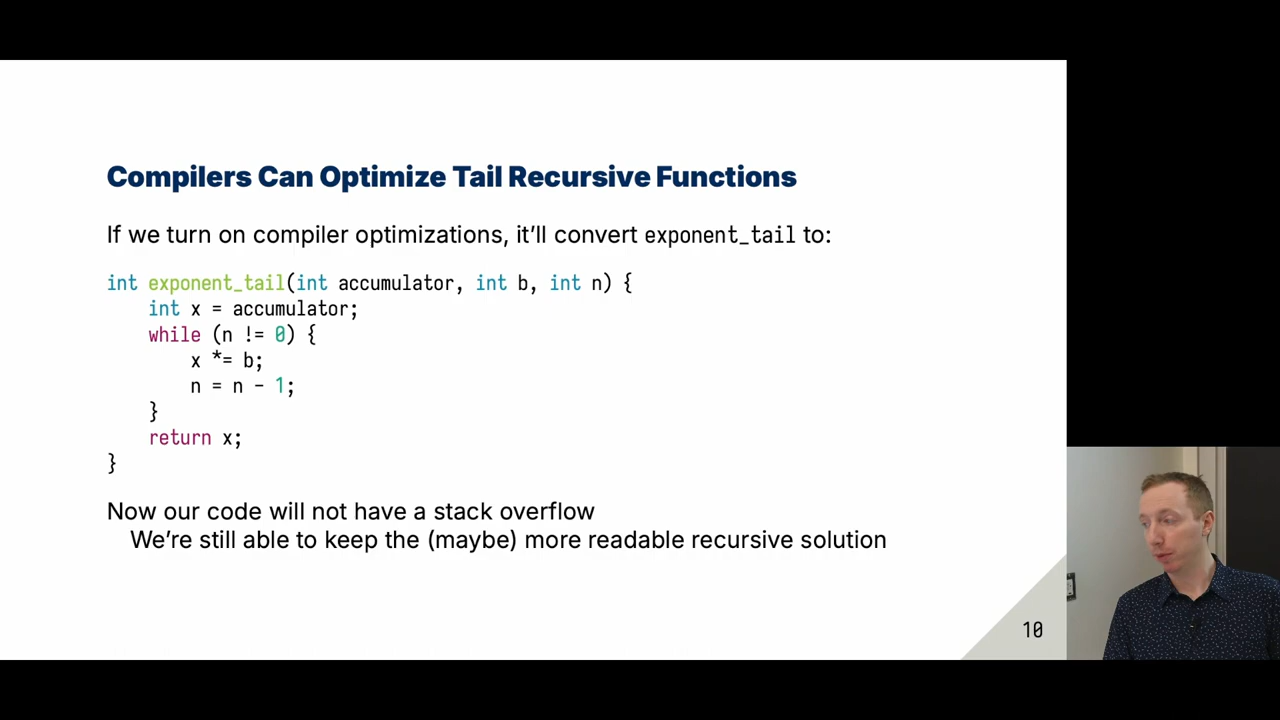 Compilers Can Optimize Tail Recursive Functions
If we turn on compiler optimizations, it’ll convert exponent_tail to:
int exponent_tail(int accumulator, int b, int n) {
    int x = accumulator;
    while (n != 0) {
        x *= b;
        n = n - 1;
    }
    return x;
}
Now our code will not have a stack overflow
We’re still able to keep the (maybe) more readable recursive solution
10